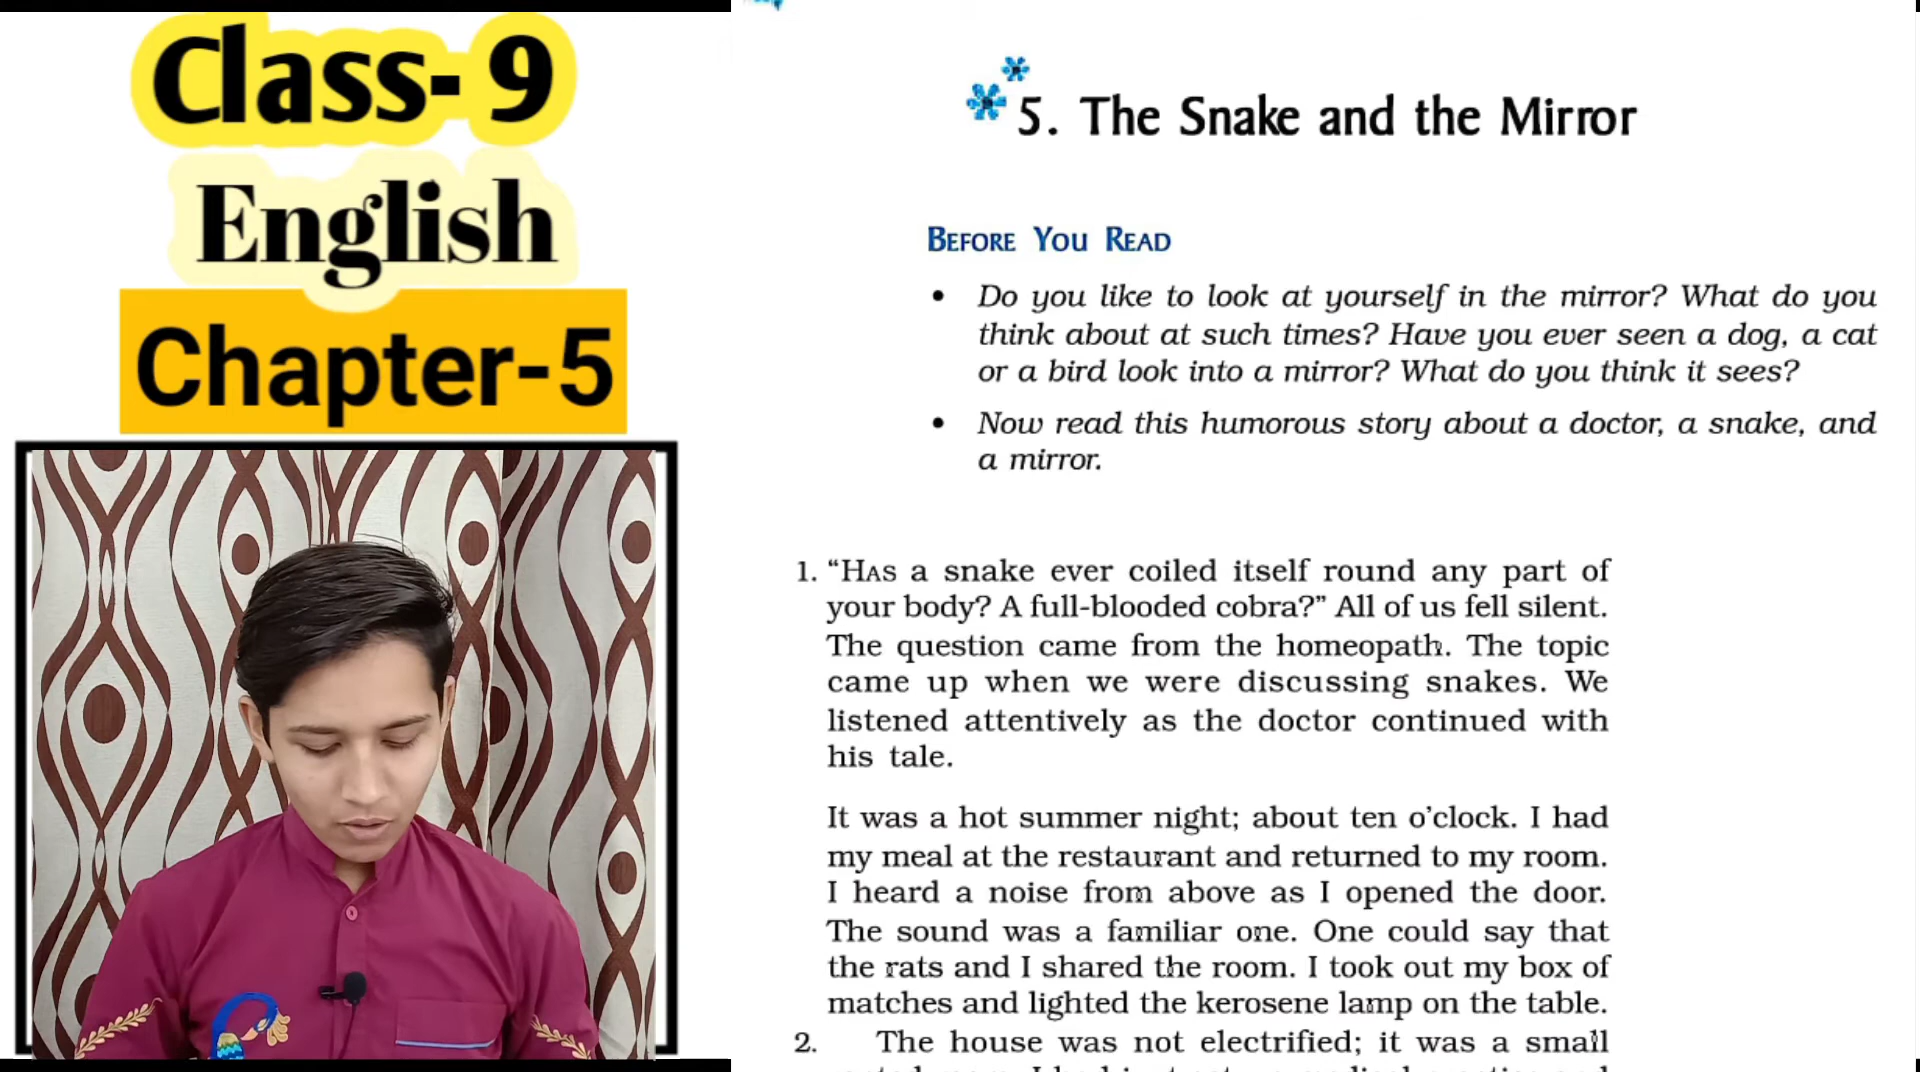 Class- 9
English
Chapter-5
5. The Snake and the Mirror
BEFORE YOU READ
• Do you like to look at yourself in the mirror? What do you
think about at such times? Have you ever seen a dog, a cat
or a bird look into a mirror? What do you think it sees?
• Now read this humorous story about a doctor, a snake, and
a mirror.
1. “HAS a snake ever coiled itself round any part of
your body? A full-blooded cobra?” All of us fell silent.
The question came from the homeopath. The topic
came up when we were discussing snakes. We
listened attentively as the doctor continued with
his tale.
It was a hot summer night; about ten o’clock. I had
my meal at the restaurant and returned to my room.
I heard a noise from above as I opened the door.
The sound was a familiar one. One could say that
the rats and I shared the room. I took out my box of
matches and lighted the kerosene lamp on the table.
2. The house was not electrified; it was a small